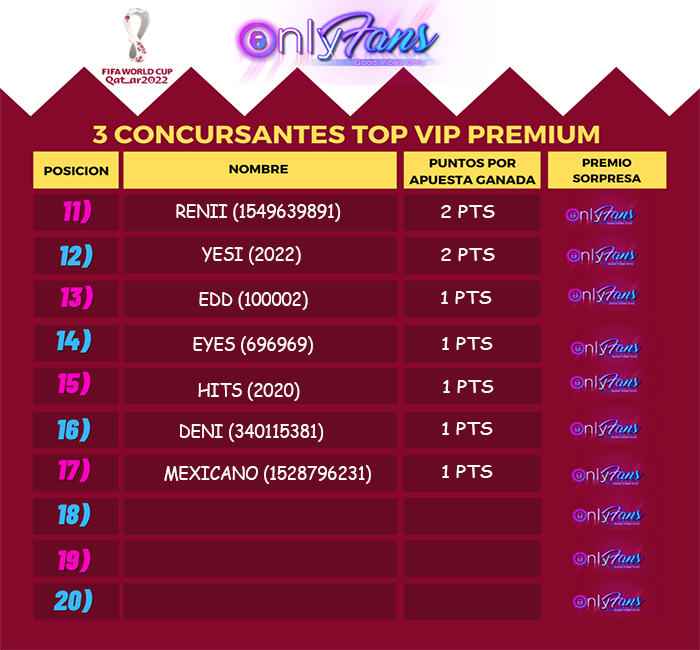 FIFA WORLD CUP
Qatar2022
OnlyFans
Good Vibes Only
3 CONCURSANTES TOP VIP PREMIUM
POSICION NOMBRE PUNTOS POR APUESTA GANADA PREMIO SORPRESA
11) RENII (1549639891) 2 PTS OnlyFans
12) YESI (2022) 2 PTS OnlyFans
13) EDD (100002) 1 PTS OnlyFans
14) EYES (696969) 1 PTS OnlyFans
15) HITS (2020) 1 PTS OnlyFans
16) DENI (340115381) 1 PTS OnlyFans
17) MEXICANO (1528796231) 1 PTS OnlyFans
18) OnlyFans
19) OnlyFans
20) OnlyFans